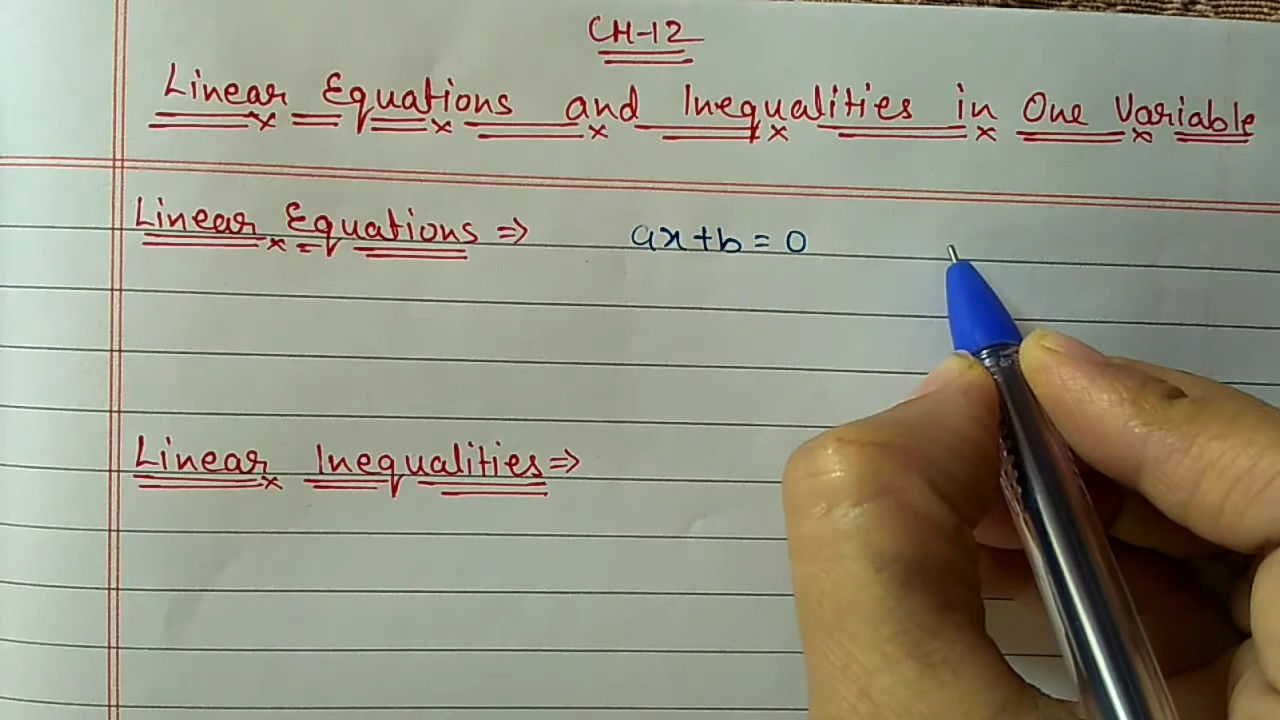 CH-12
Linear Equations and Inequalities in One Variable
Linear Equations => ax+b=0
Linear Inequalities =>